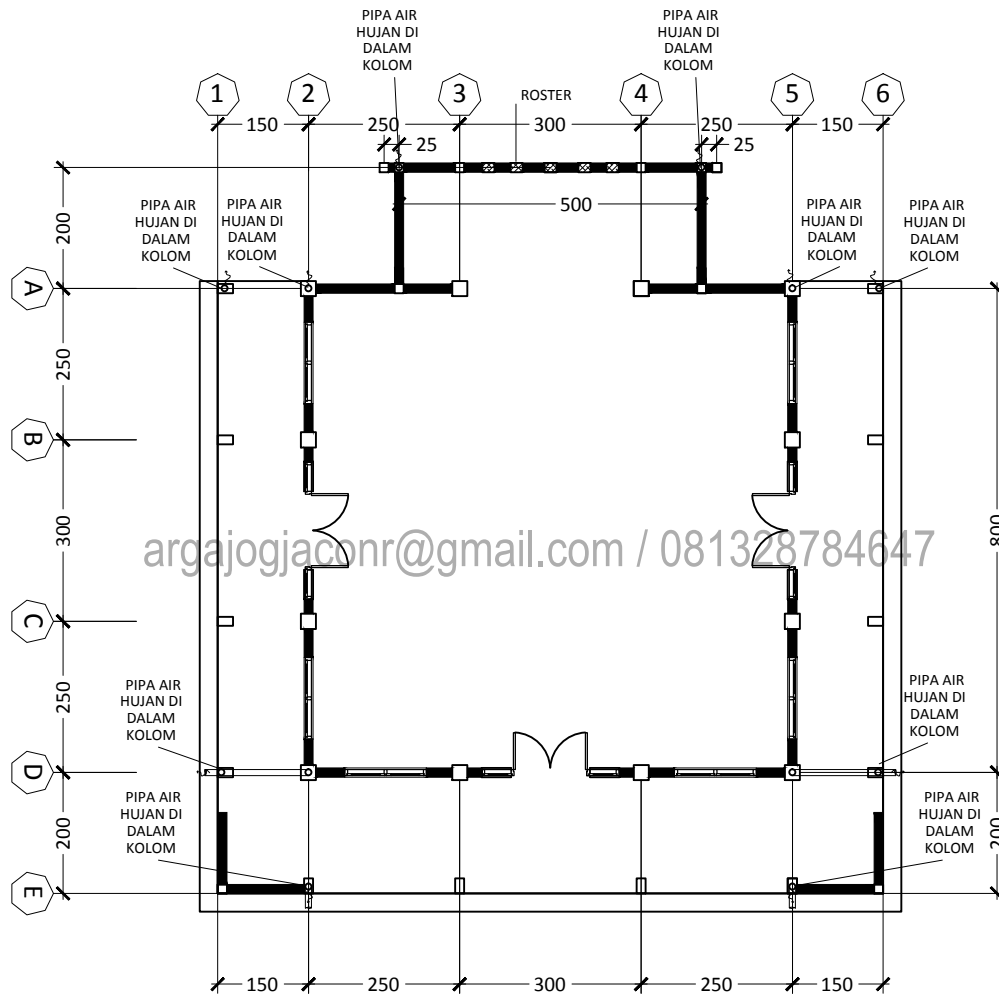 PIPA AIR
HUJAN DI
DALAM
KOLOM
PIPA AIR
HUJAN DI
DALAM
KOLOM
1
2
3
4
5
6
ROSTER
150
250
300
250
150
25
25
500
200
PIPA AIR
HUJAN DI
DALAM
KOLOM
PIPA AIR
HUJAN DI
DALAM
KOLOM
PIPA AIR
HUJAN DI
DALAM
KOLOM
PIPA AIR
HUJAN DI
DALAM
KOLOM
A
250
B
300
800
argajogjaconr@gmail.com / 081328784647
C
250
PIPA AIR
HUJAN DI
DALAM
KOLOM
PIPA AIR
HUJAN DI
DALAM
KOLOM
D
200
200
PIPA AIR
HUJAN DI
DALAM
KOLOM
PIPA AIR
HUJAN DI
DALAM
KOLOM
E
150
250
300
250
150